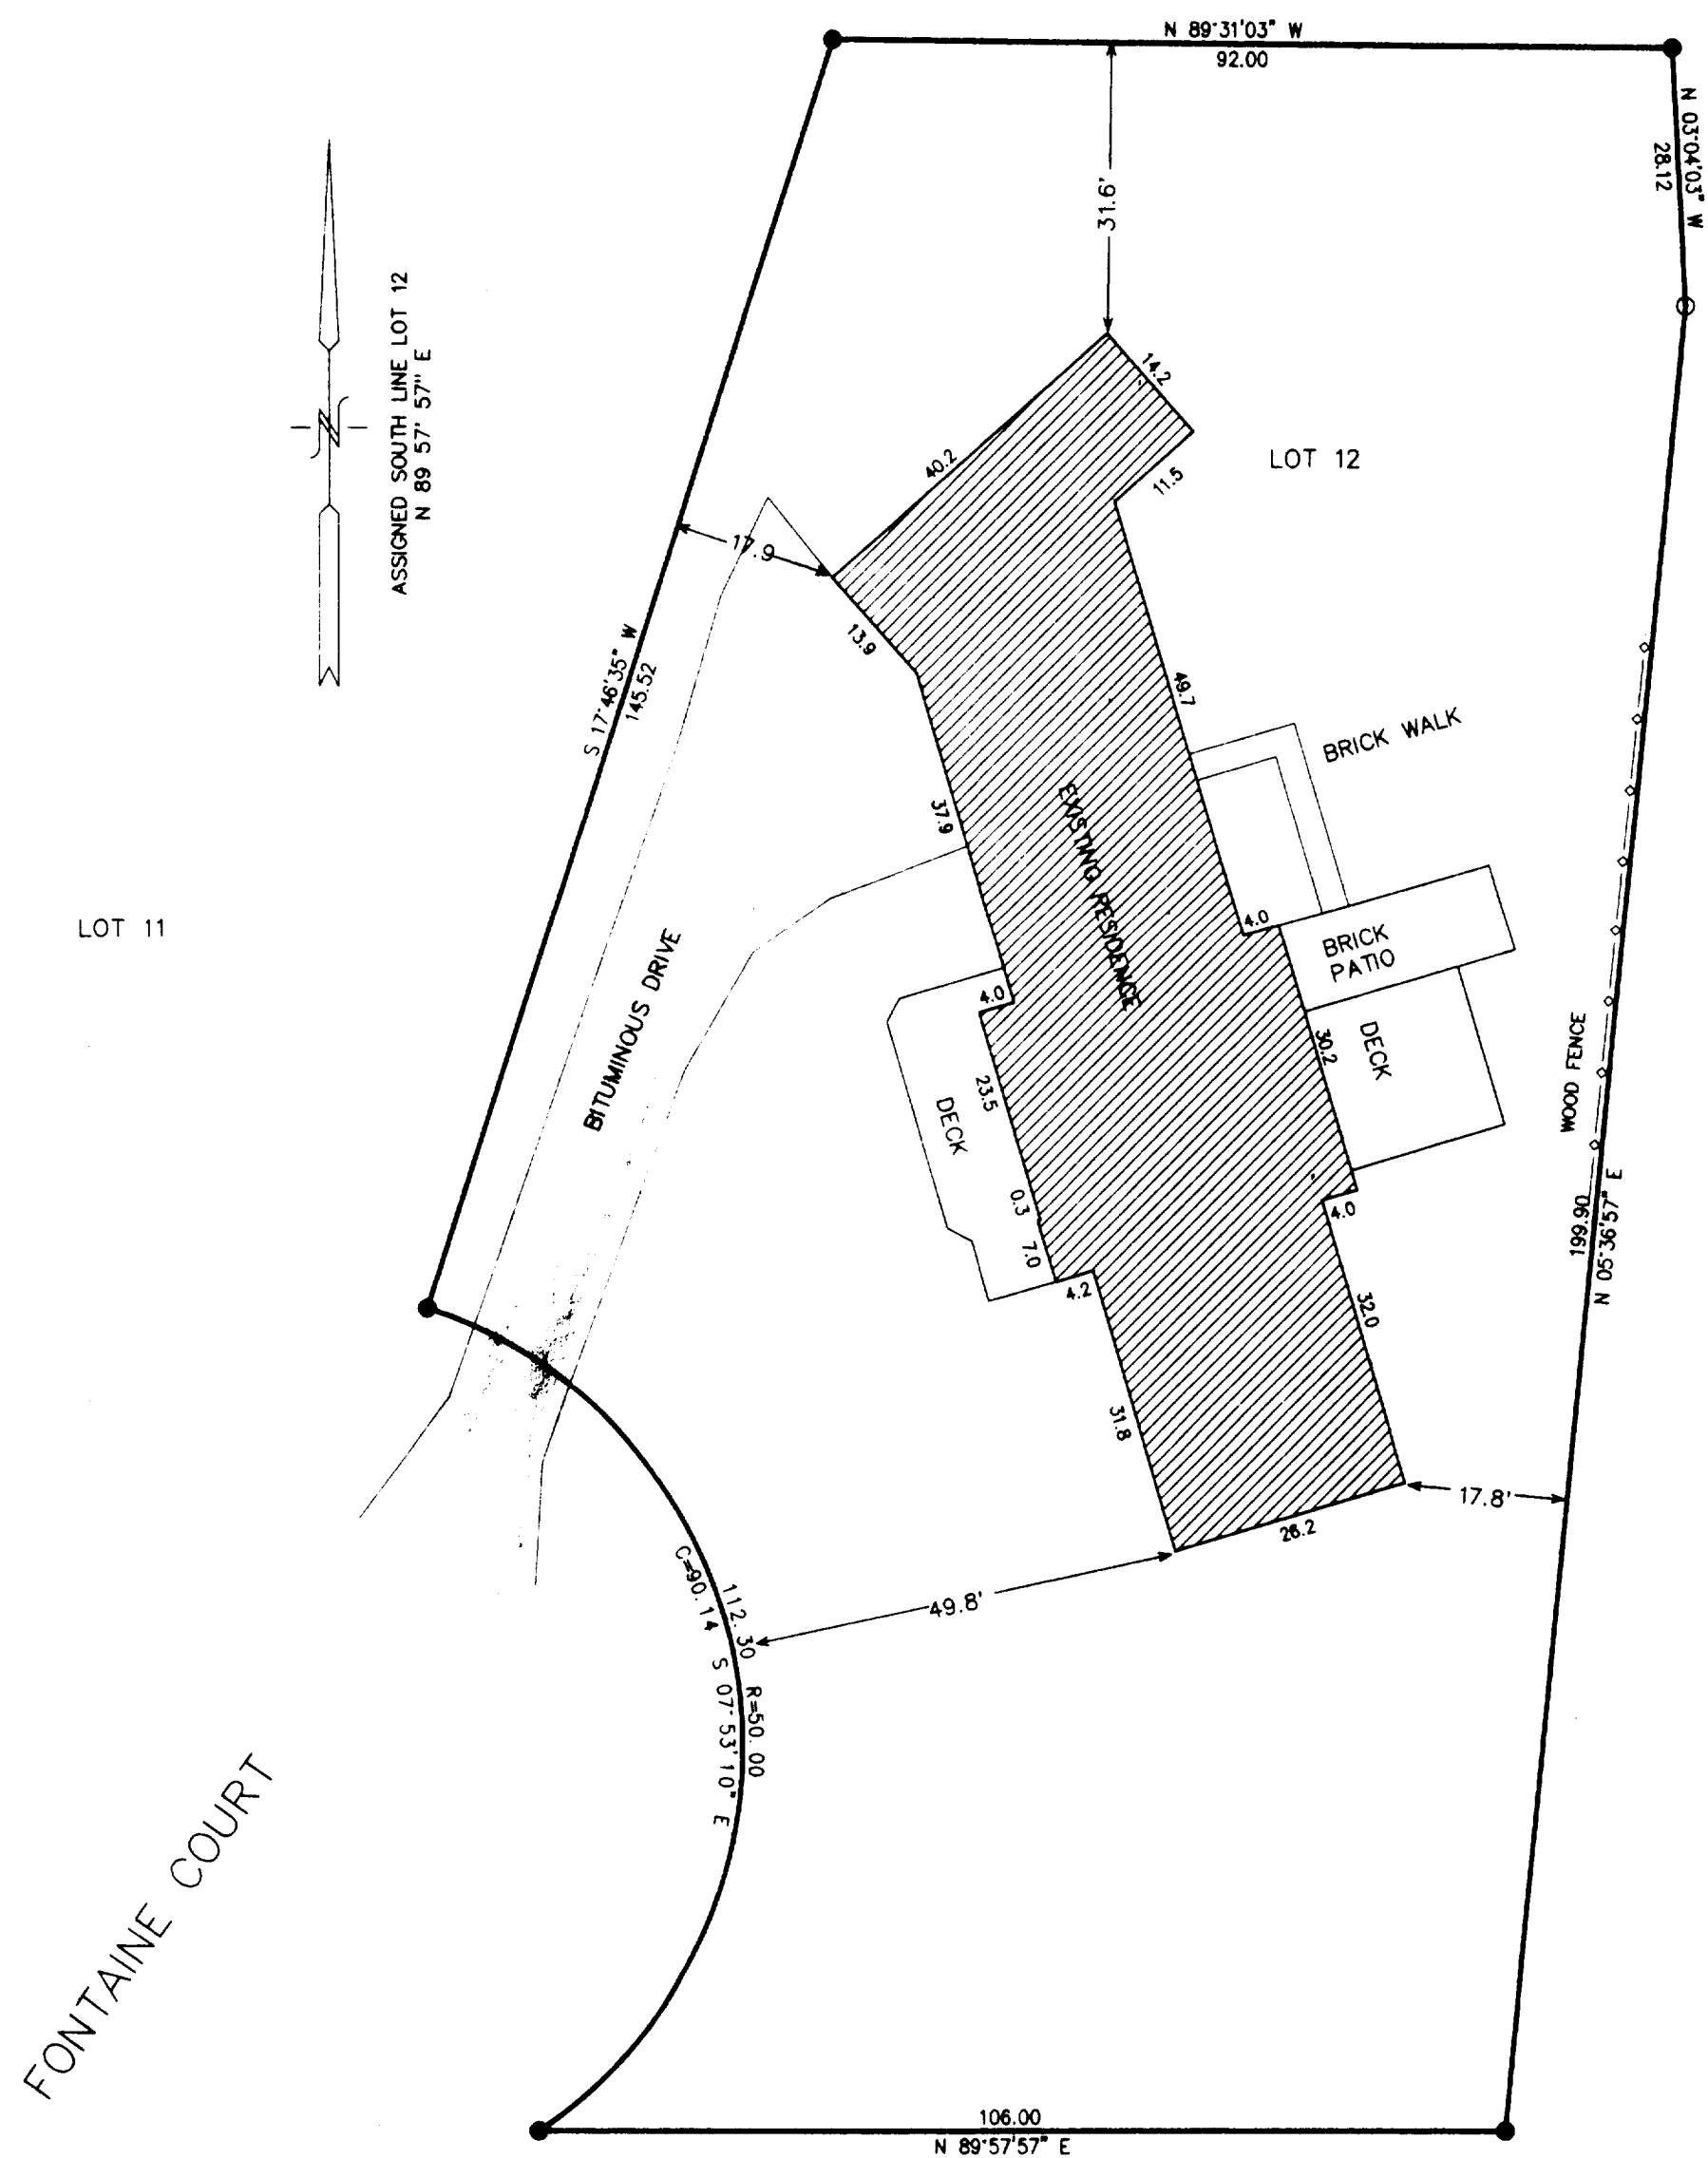 N 89°31'03" W
92.00
N 03°04'03" W
28.12
31.6'
ASSIGNED SOUTH LINE LOT 12
N 89 57' 57" E
N
14.2
40.2
11.5
LOT 12
17.9
13.9
S 17°46'35" W
145.52
49.7
BRICK WALK
37.9
EXISTING RESIDENCE
LOT 11
4.0
BRICK
PATIO
BITUMINOUS DRIVE
4.0
30.2
DECK
WOOD FENCE
23.5
DECK
0.3
7.0
4.2
4.0
199.90
N 05°36'57" E
32.0
31.8
17.8'
26.2
49.8'
112.30 R=50.00
C=90.14 S 07°53'10" E
FONTAINE COURT
106.00
N 89°57'57" E